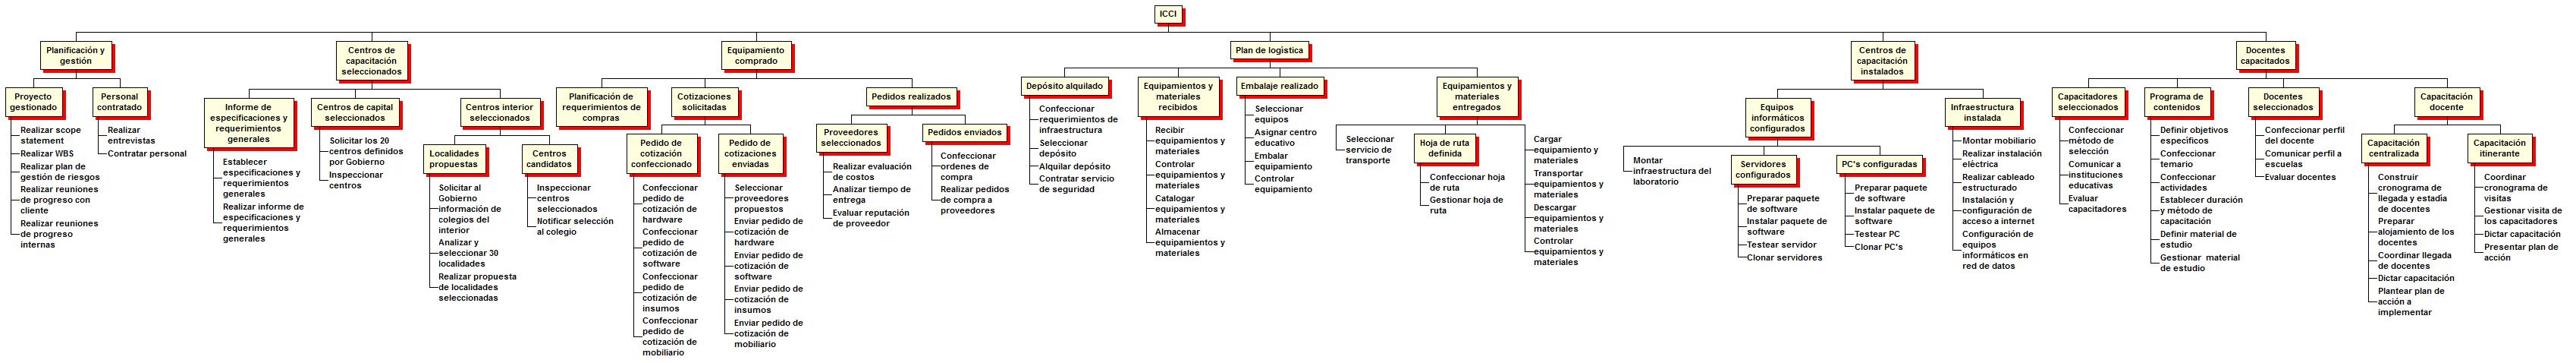 ICCI
Planificación y
gestión
Proyecto
gestionado
Realizar scope
statement
Realizar WBS
Realizar plan de
gestión de riesgos
Realizar reuniones
de progreso con
cliente
Realizar reuniones
de progreso
internas
Personal
contratado
Realizar
entrevistas
Contratar personal
Centros de
capacitación
seleccionados
Informe de
especificaciones y
requerimientos
generales
Establecer
especificaciones y
requerimientos
generales
Realizar informe de
especificaciones y
requerimientos
generales
Centros de capital
seleccionados
Solicitar los 20
centros definidos
por Gobierno
Inspeccionar
centros
Centros interior
seleccionados
Localidades
propuestas
Solicitar al
Gobierno
información de
colegios del
interior
Analizar y
seleccionar 30
localidades
Realizar propuesta
de localidades
seleccionadas
Centros
candidatos
Inspeccionar
centros
seleccionados
Notificar selección
al colegio
Equipamiento
comprado
Planificación de
requerimientos de
compras
Cotizaciones
solicitadas
Pedido de
cotización
confeccionado
Confeccionar
pedido de
cotización de
hardware
Confeccionar
pedido de
cotización de
software
Confeccionar
pedido de
cotización de
insumos
Confeccionar
pedido de
cotización de
mobiliario
Pedido de
cotizaciones
enviadas
Seleccionar
proveedores
propuestos
Enviar pedido de
cotización de
hardware
Enviar pedido de
cotización de
software
Enviar pedido de
cotización de
insumos
Enviar pedido de
cotización de
mobiliario
Pedidos realizados
Proveedores
seleccionados
Realizar evaluación
de costos
Analizar tiempo de
entrega
Evaluar reputación
de proveedor
Pedidos enviados
Confeccionar
ordenes de
compra
Realizar pedidos
de compra a
proveedores
Plan de logística
Depósito alquilado
Confeccionar
requerimientos de
infraestructura
Seleccionar
depósito
Alquilar depósito
Contratar servicio
de seguridad
Equipamientos y
materiales
recibidos
Recibir
equipamientos y
materiales
Controlar
equipamientos y
materiales
Catalogar
equipamientos y
materiales
Almacenar
equipamientos y
materiales
Embalaje realizado
Seleccionar
equipos
Asignar centro
educativo
Embalar
equipamiento
Controlar
equipamiento
Equipamientos y
materiales
entregados
Seleccionar
servicio de
transporte
Hoja de ruta
definida
Confeccionar hoja
de ruta
Gestionar hoja de
ruta
Cargar
equipamiento y
materiales
Transportar
equipamientos y
materiales
Descargar
equipamientos y
materiales
Controlar
equipamientos y
materiales
Centros de
capacitación
instalados
Equipos
informáticos
configurados
Montar
infraestructura del
laboratorio
Servidores
configurados
Preparar paquete
de software
Instalar paquete de
software
Testear servidor
Clonar servidores
PC's configuradas
Preparar paquete
de software
Instalar paquete de
software
Testear PC
Clonar PC's
Infraestructura
instalada
Montar mobiliario
Realizar instalación
eléctrica
Realizar cableado
estructurado
Instalación y
configuración de
acceso a internet
Configuración de
equipos
informáticos en
red de datos
Docentes
capacitados
Capacitadores
seleccionados
Confeccionar
método de
selección
Comunicar a
instituciones
educativas
Evaluar
capacitadores
Programa de
contenidos
Definir objetivos
especificos
Confeccionar
temario
Confeccionar
actividades
Establecer duración
y método de
capacitación
Definir material de
estudio
Gestionar material
de estudio
Docentes
seleccionados
Confeccionar perfil
del docente
Comunicar perfil a
escuelas
Evaluar docentes
Capacitación
docente
Capacitación
centralizada
Construir
cronograma de
llegada y estadía
de docentes
Preparar
alojamiento de los
docentes
Coordinar llegada
de docentes
Dictar capacitación
Plantear plan de
acción a
implementar
Capacitación
itinerante
Coordinar
cronograma de
visitas
Gestionar visita de
los capacitadores
Dictar capacitación
Presentar plan de
acción